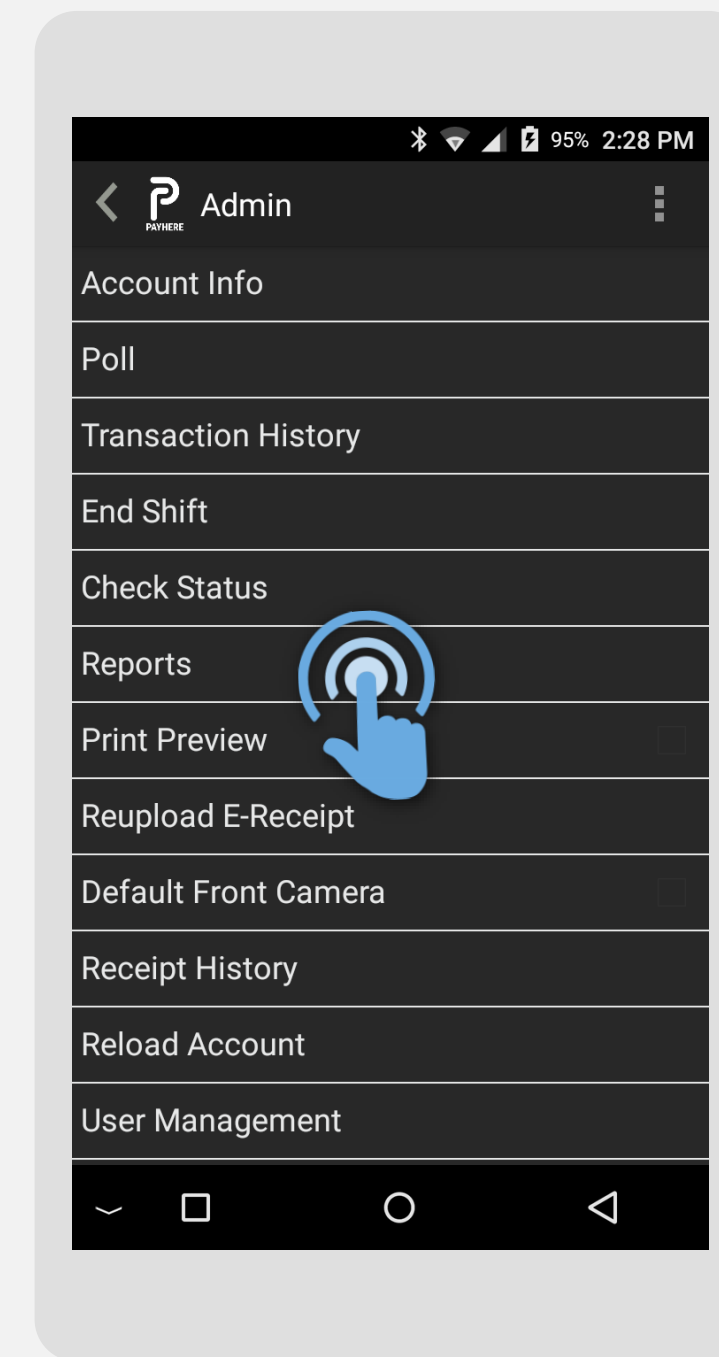 95% 2:28 PM
PAYHERE Admin
Account Info
Poll
Transaction History
End Shift
Check Status
Reports
Print Preview
Reupload E-Receipt
Default Front Camera
Receipt History
Reload Account
User Management